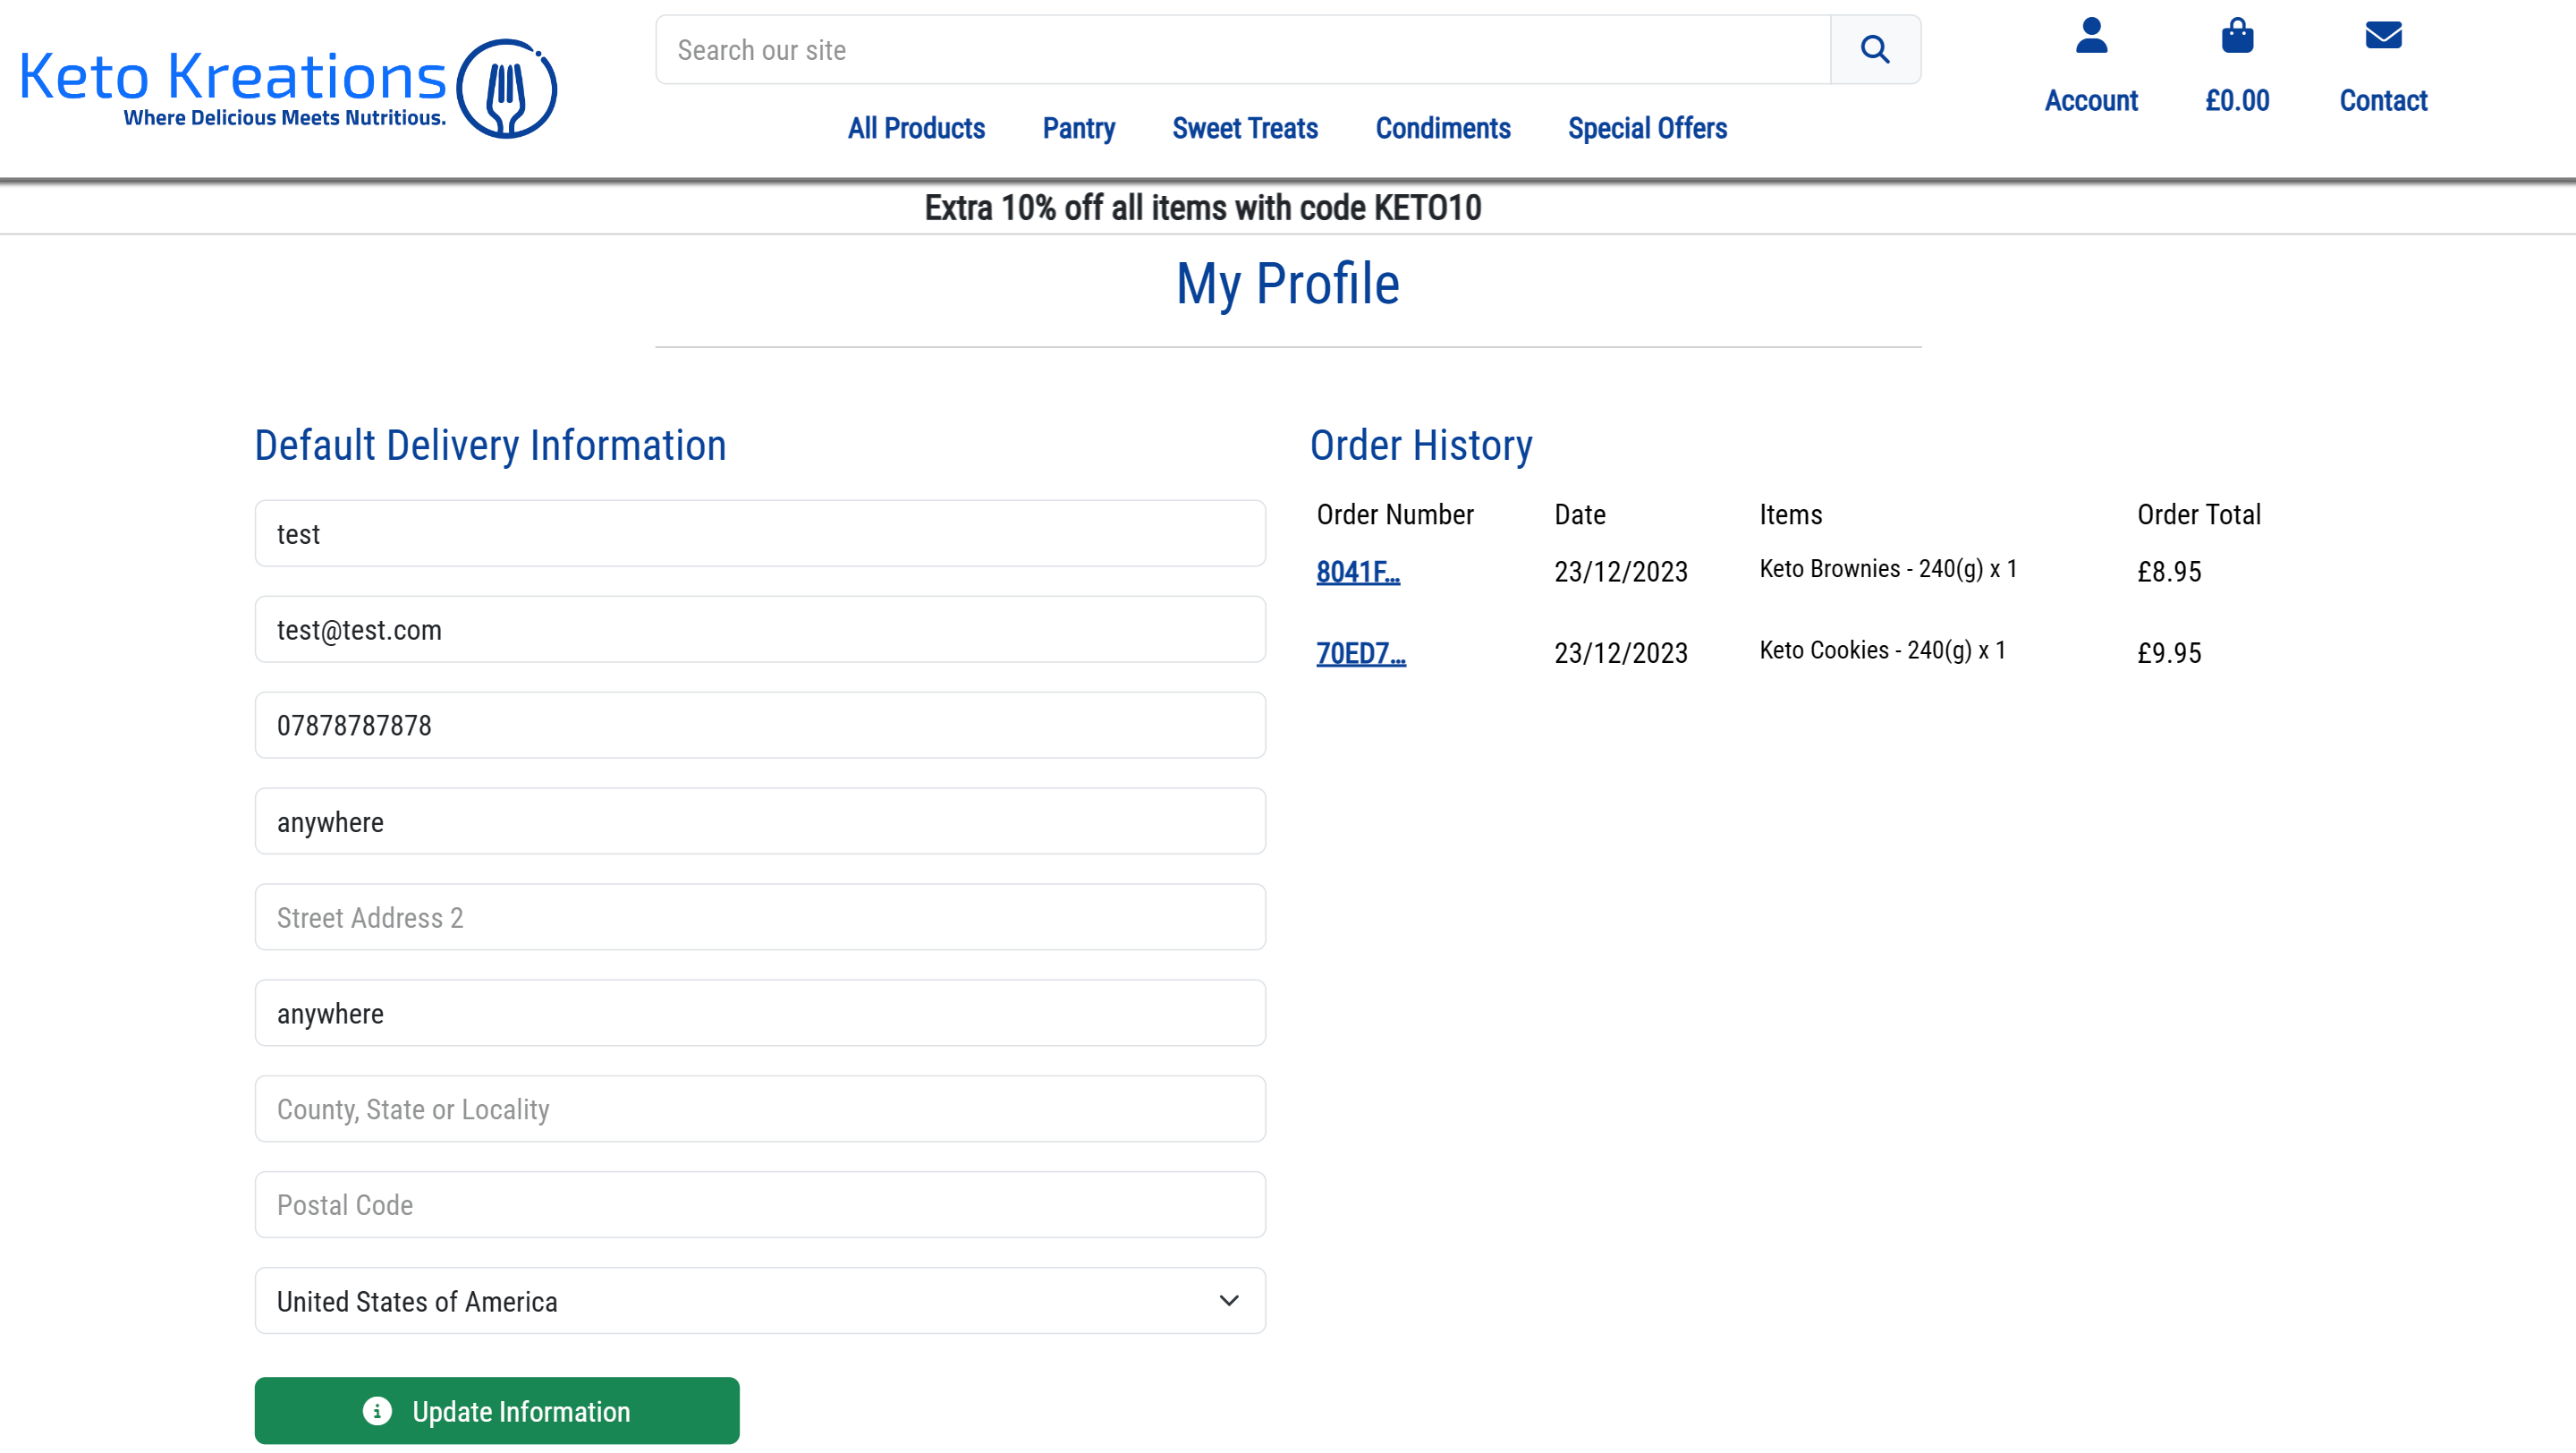 Keto Kreations
Where Delicious Meets Nutritious.
Search our site
All Products Pantry Sweet Treats Condiments Special Offers
Account £0.00 Contact
Extra 10% off all items with code KETO10
My Profile
Default Delivery Information
test
test@test.com
07878787878
anywhere
Street Address 2
anywhere
County, State or Locality
Postal Code
United States of America
Update Information
Order History
Order Number Date Items Order Total
8041F... 23/12/2023 Keto Brownies - 240(g) x 1 £8.95
70ED7... 23/12/2023 Keto Cookies - 240(g) x 1 £9.95